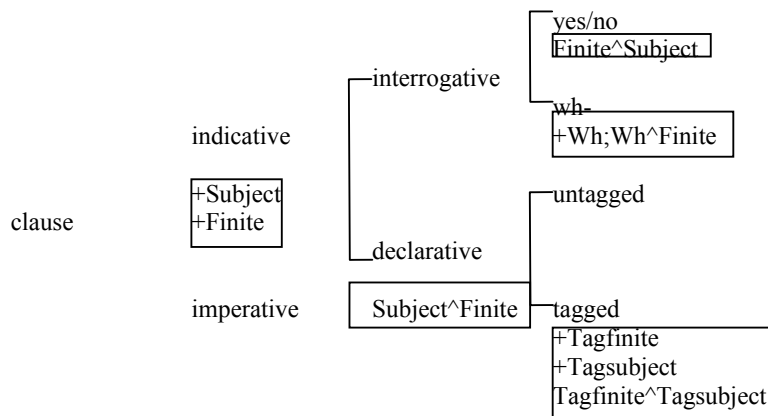 yes/no
Finite^Subject
interrogative
wh-
+Wh;Wh^Finite
indicative
+Subject
+Finite
clause
untagged
declarative
imperative
Subject^Finite
tagged
+Tagfinite
+Tagsubject
Tagfinite^Tagsubject